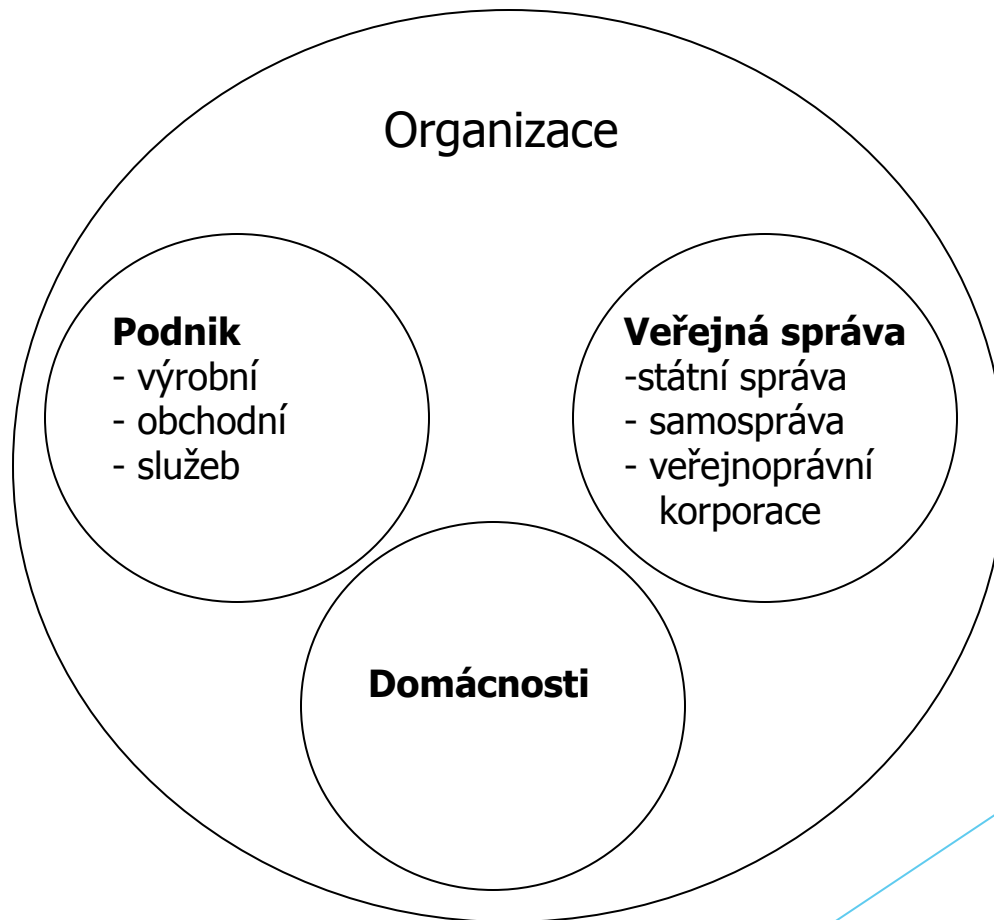 Organizace
Podnik
- výrobní
- obchodní
- služeb
Veřejná správa
-státní správa
- samospráva
- veřejnoprávní
korporace
Domácnosti